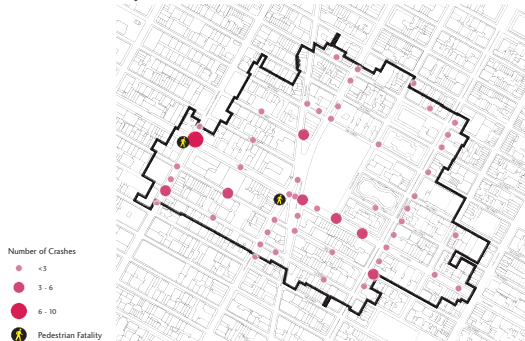 Number of Crashes
<3
3 - 6
6 - 10
Pedestrian Fatality